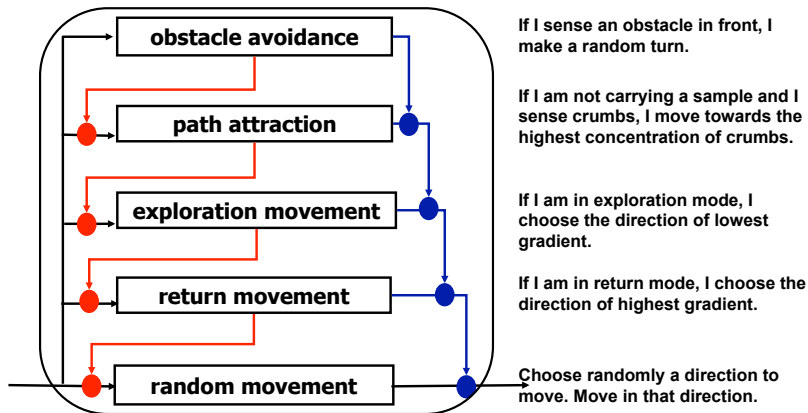 obstacle avoidance
If I sense an obstacle in front, I
make a random turn.
path attraction
If I am not carrying a sample and I
sense crumbs, I move towards the
highest concentration of crumbs.
exploration movement
If I am in exploration mode, I
choose the direction of lowest
gradient.
return movement
If I am in return mode, I choose the
direction of highest gradient.
random movement
Choose randomly a direction to
move. Move in that direction.